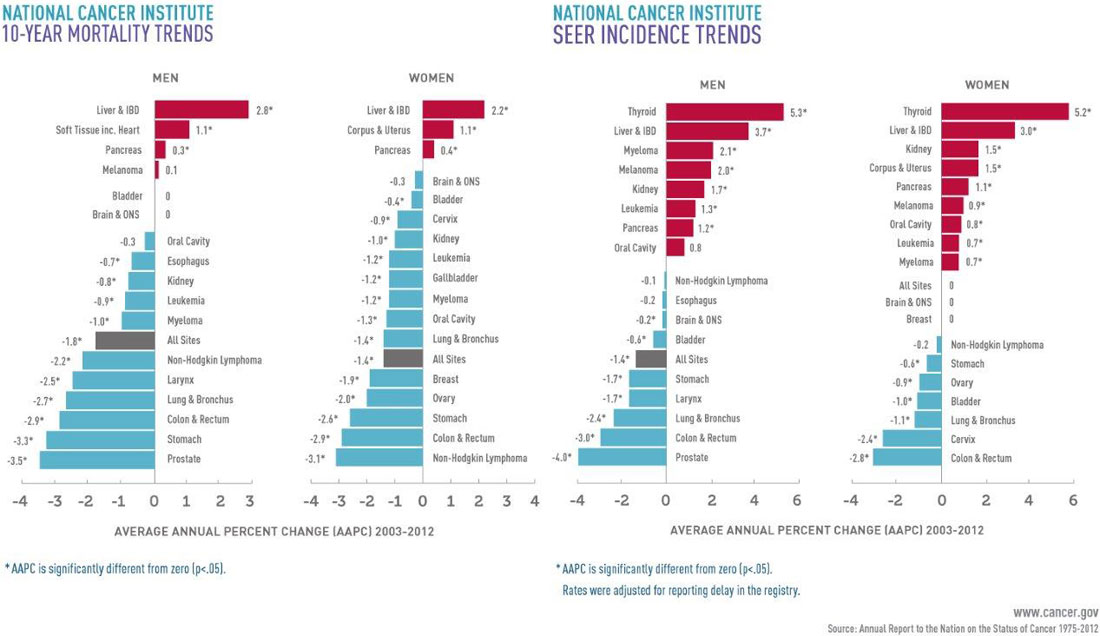 NATIONAL CANCER INSTITUTE
10-YEAR MORTALITY TRENDS
MEN
Liver & IBD 2.8*
Soft Tissue inc. Heart 1.1*
Pancreas 0.3*
Melanoma 0.1
Bladder 0
Brain & ONS 0
-0.3 Oral Cavity
-0.7* Esophagus
-0.8* Kidney
-0.9* Leukemia
-1.0* Myeloma
-1.8* All Sites
-2.2* Non-Hodgkin Lymphoma
-2.5* Larynx
-2.7* Lung & Bronchus
-2.9* Colon & Rectum
-3.3* Stomach
-3.5* Prostate
-4 -3 -2 -1 0 1 2 3
WOMEN
Liver & IBD 2.2*
Corpus & Uterus 1.1*
Pancreas 0.4*
-0.3 Brain & ONS
-0.4* Bladder
-0.9* Cervix
-1.0* Kidney
-1.2* Leukemia
-1.2* Gallbladder
-1.2* Myeloma
-1.3* Oral Cavity
-1.4* Lung & Bronchus
-1.4* All Sites
-1.9* Breast
-2.0* Ovary
-2.6* Stomach
-2.9* Colon & Rectum
-3.1* Non-Hodgkin Lymphoma
-4 -3 -2 -1 0 1 2 3 4
AVERAGE ANNUAL PERCENT CHANGE (AAPC) 2003-2012
* AAPC is significantly different from zero (p<.05).
NATIONAL CANCER INSTITUTE
SEER INCIDENCE TRENDS
MEN
Thyroid 5.3*
Liver & IBD 3.7*
Myeloma 2.1*
Melanoma 2.0*
Kidney 1.7*
Leukemia 1.3*
Pancreas 1.2*
Oral Cavity 0.8
-0.1 Non-Hodgkin Lymphoma
-0.2 Esophagus
-0.2* Brain & ONS
-0.6* Bladder
-1.4* All Sites
-1.7* Stomach
-1.7* Larynx
-2.4* Lung & Bronchus
-3.0* Colon & Rectum
-4.0* Prostate
-4 -2 0 2 4 6
WOMEN
Thyroid 5.2*
Liver & IBD 3.0*
Kidney 1.5*
Corpus & Uterus 1.5*
Pancreas 1.1*
Melanoma 0.9*
Oral Cavity 0.8*
Leukemia 0.7*
Myeloma 0.7*
All Sites 0
Brain & ONS 0
Breast 0
-0.2 Non-Hodgkin Lymphoma
-0.6* Stomach
-0.9* Ovary
-1.0* Bladder
-1.1* Lung & Bronchus
-2.4* Cervix
-2.8* Colon & Rectum
-4 -2 0 2 4 6
AVERAGE ANNUAL PERCENT CHANGE (AAPC) 2003-2012
* AAPC is significantly different from zero (p<.05).
Rates were adjusted for reporting delay in the registry.
www.cancer.gov
Source: Annual Report to the Nation on the Status of Cancer 1975-2012